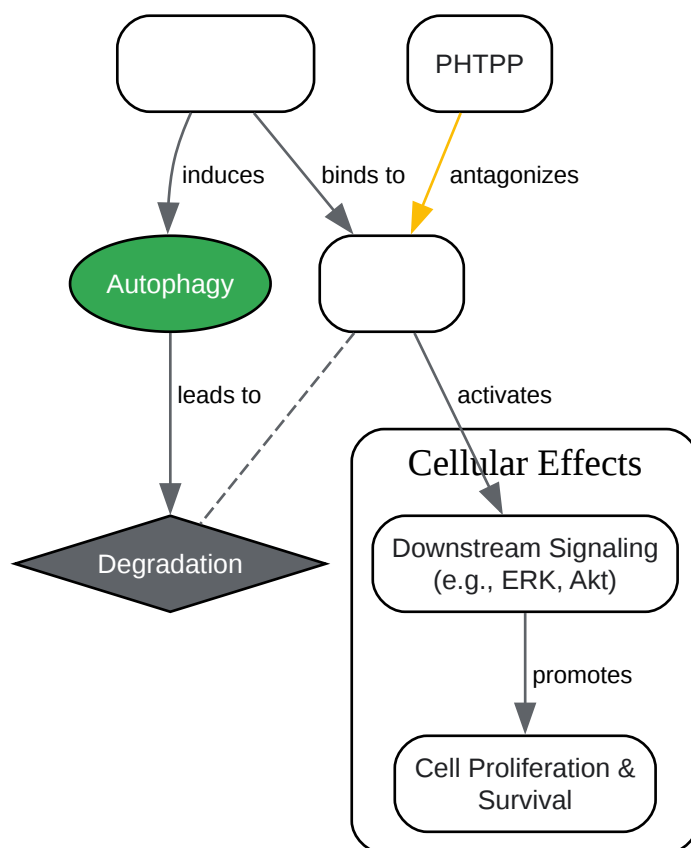 PHTPP
induces
binds to
antagonizes
Autophagy
leads to
activates
Cellular Effects
Degradation
Downstream Signaling
(e.g., ERK, Akt)
promotes
Cell Proliferation &
Survival